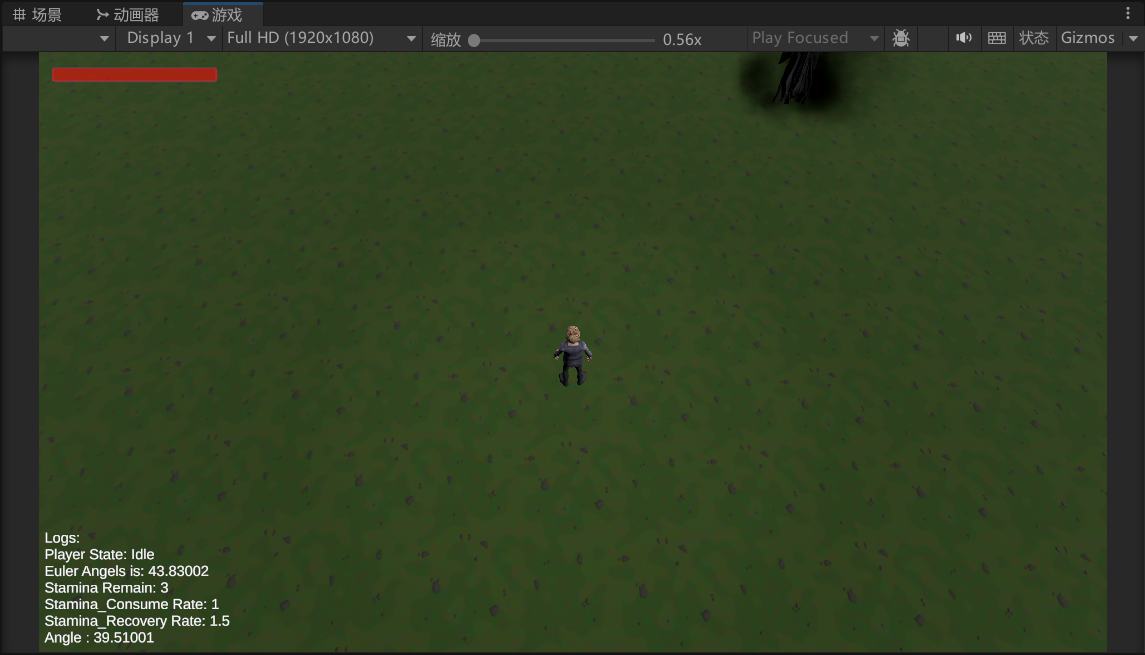 场景 动画器 游戏
Display 1 Full HD (1920x1080) 缩放 0.56x Play Focused 状态 Gizmos
Logs:
Player State: Idle
Euler Angels is: 43.83002
Stamina Remain: 3
Stamina_Consume Rate: 1
Stamina_Recovery Rate: 1.5
Angle : 39.51001